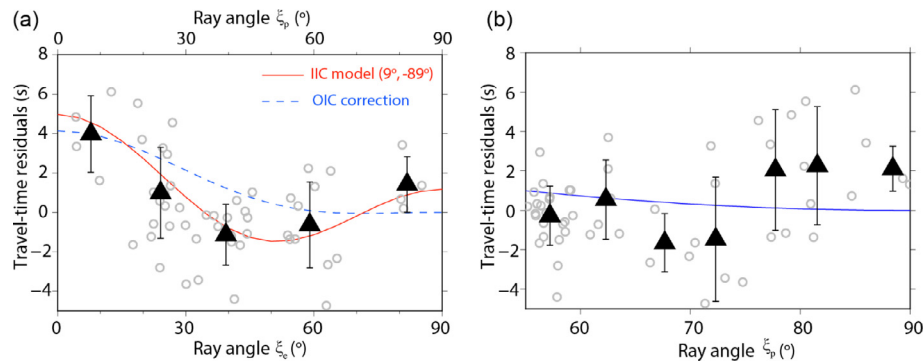 (a)
Ray angle ξp (º)
0 30 60 90
IIC model (9º, -89º)
OIC correction
Travel-time residuals (s)
8
6
4
2
0
-2
-4
0 30 60 90
Ray angle ξe (º)
(b)
Travel-time residuals (s)
8
6
4
2
0
-2
-4
60 70 80 90
Ray angle ξp (º)